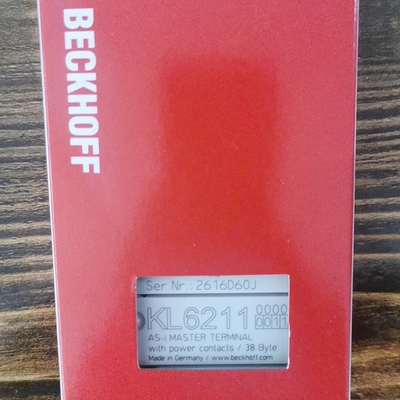 BECKHOFF
Ser.Nr.: 2616D60J
KL6211 0000
0011
AS-i MASTER TERMINAL
with power contacts / 38 Byte
Made in Germany / www.beckhoff.com